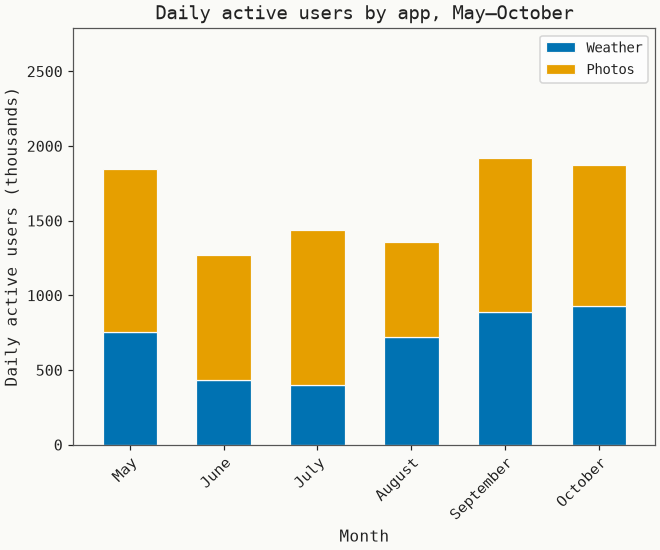 Daily active users by app, May–October
Weather
Photos
Daily active users (thousands)
2500
2000
1500
1000
500
0
May
June
July
August
September
October
Month